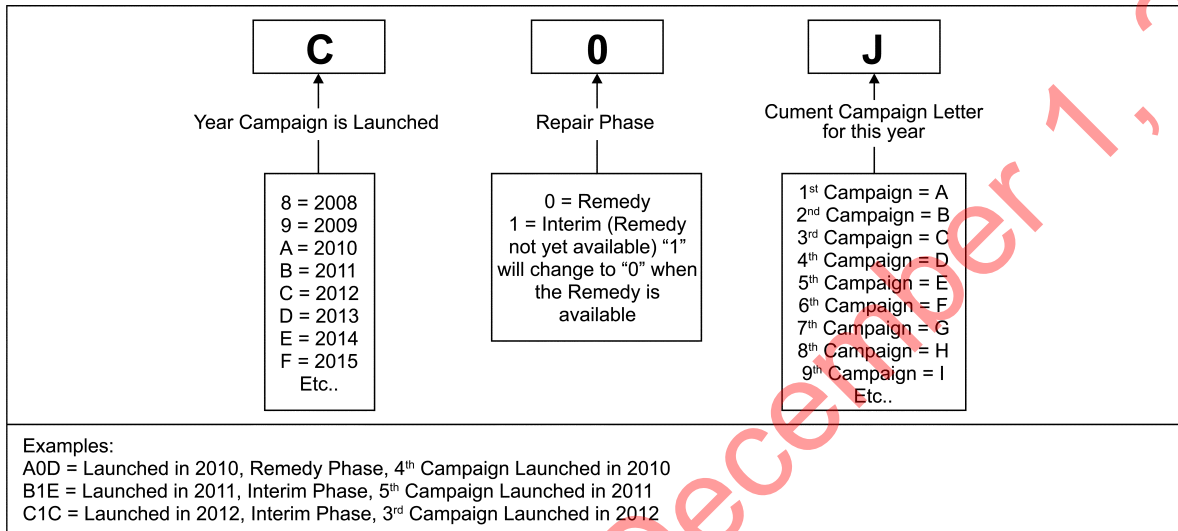 C 0 J
Year Campaign is Launched
Repair Phase
Cument Campaign Letter
for this year
8 = 2008
9 = 2009
A = 2010
B = 2011
C = 2012
D = 2013
E = 2014
F = 2015
Etc..
0 = Remedy
1 = Interim (Remedy
not yet available) “1”
will change to “0” when
the Remedy is
available
1st Campaign = A
2nd Campaign = B
3rd Campaign = C
4th Campaign = D
5th Campaign = E
6th Campaign = F
7th Campaign = G
8th Campaign = H
9th Campaign = I
Etc..
Examples:
A0D = Launched in 2010, Remedy Phase, 4th Campaign Launched in 2010
B1E = Launched in 2011, Interim Phase, 5th Campaign Launched in 2011
C1C = Launched in 2012, Interim Phase, 3rd Campaign Launched in 2012
December 1,